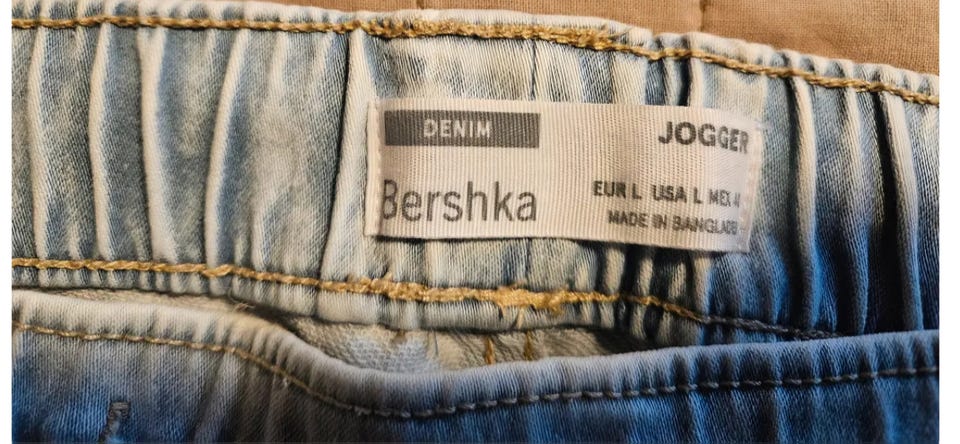 DENIM
JOGGER
Bershka
EUR L USA L MEX
MADE IN